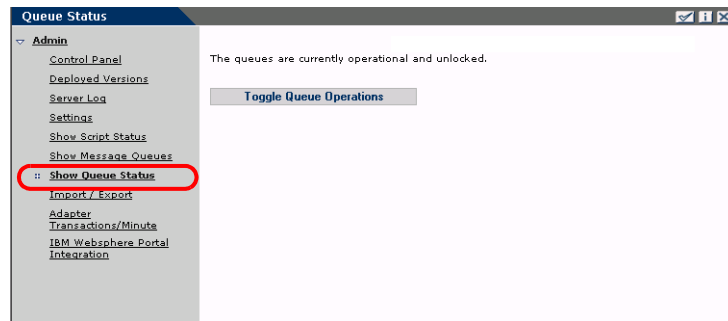 Queue Status
Admin
Control Panel
Deployed Versions
Server Log
Settings
Show Script Status
Show Message Queues
Show Queue Status
Import / Export
Adapter
Transactions/Minute
IBM Websphere Portal
Integration
The queues are currently operational and unlocked.
Toggle Queue Operations